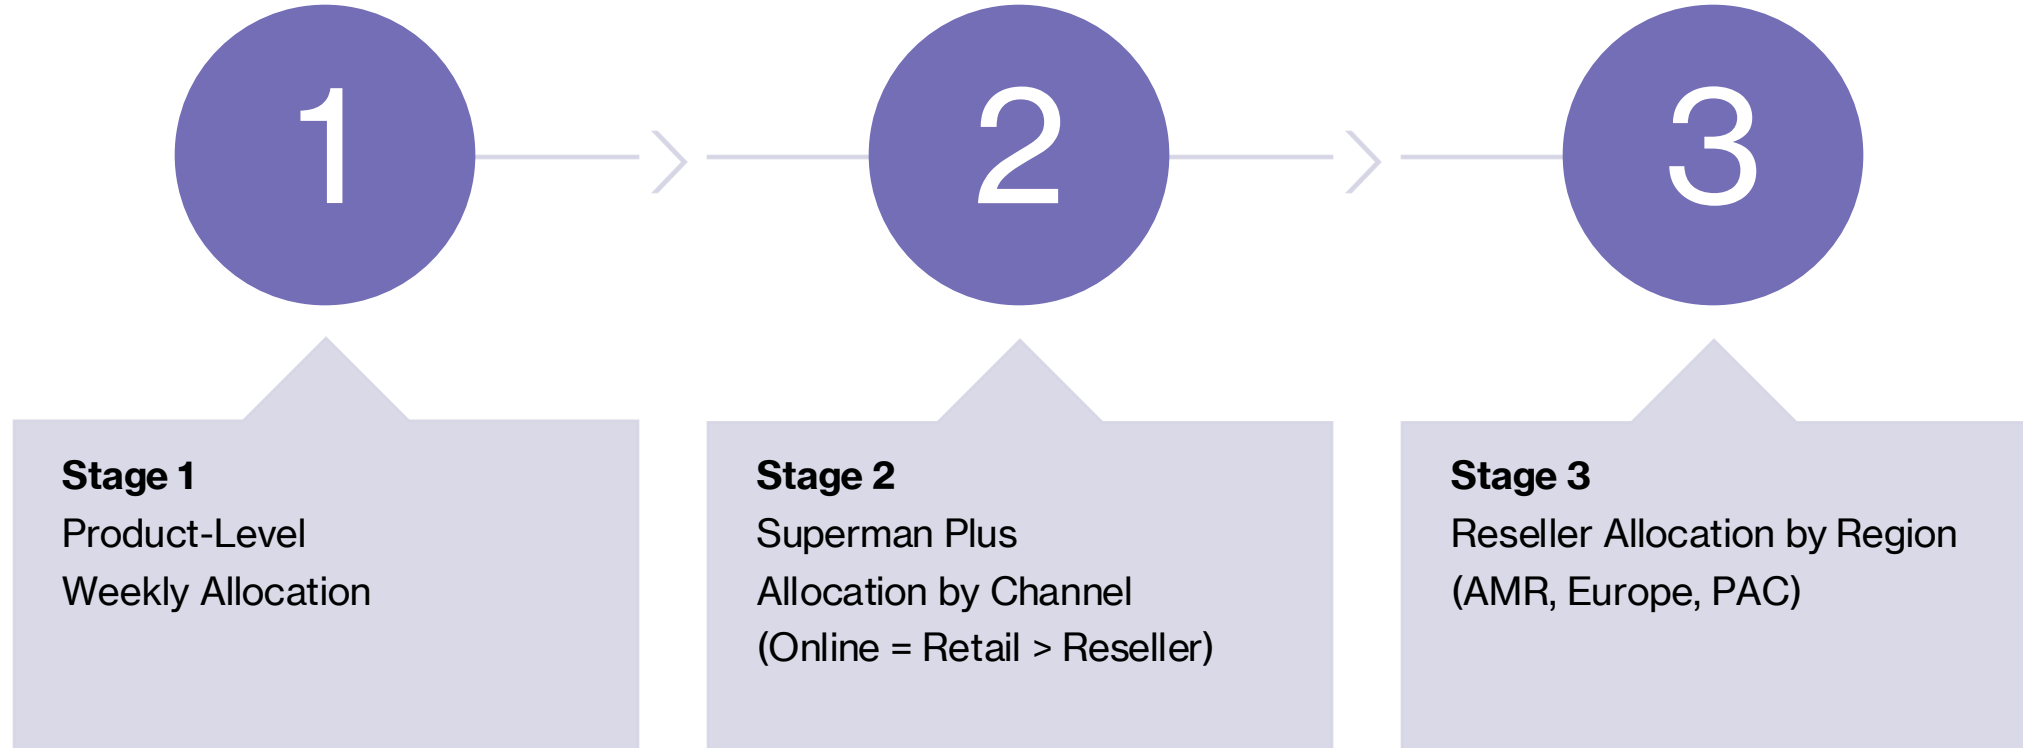 1
2
3
Stage 1
Product-Level
Weekly Allocation
Stage 2
Superman Plus
Allocation by Channel
(Online = Retail > Reseller)
Stage 3
Reseller Allocation by Region
(AMR, Europe, PAC)